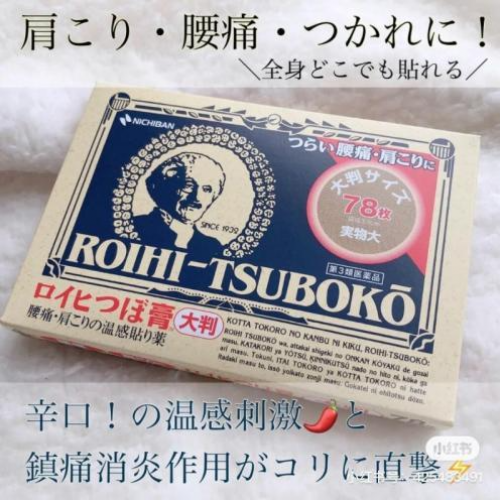 肩こり・腰痛・つかれに！
＼全身どこでも貼れる／
NICHIBAN
つらい腰痛・肩こりに
大判サイズ
78枚
実物大
SINCE 1932
第3類医薬品
ROIHI-TSUBOKŌ
ロイヒつぼ膏
大判
腰痛・肩こりの温感貼り薬
KOTTA TOKORO NO KANBU NI KIKU, ROIHI-TSUBOKŌ:
辛口！の温感刺激🌶️と
鎮痛消炎作用がコリに直撃⚡
小红书